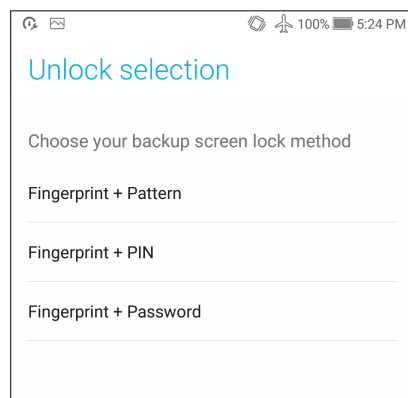 100% 5:24 PM
Unlock selection
Choose your backup screen lock method
Fingerprint + Pattern
Fingerprint + PIN
Fingerprint + Password